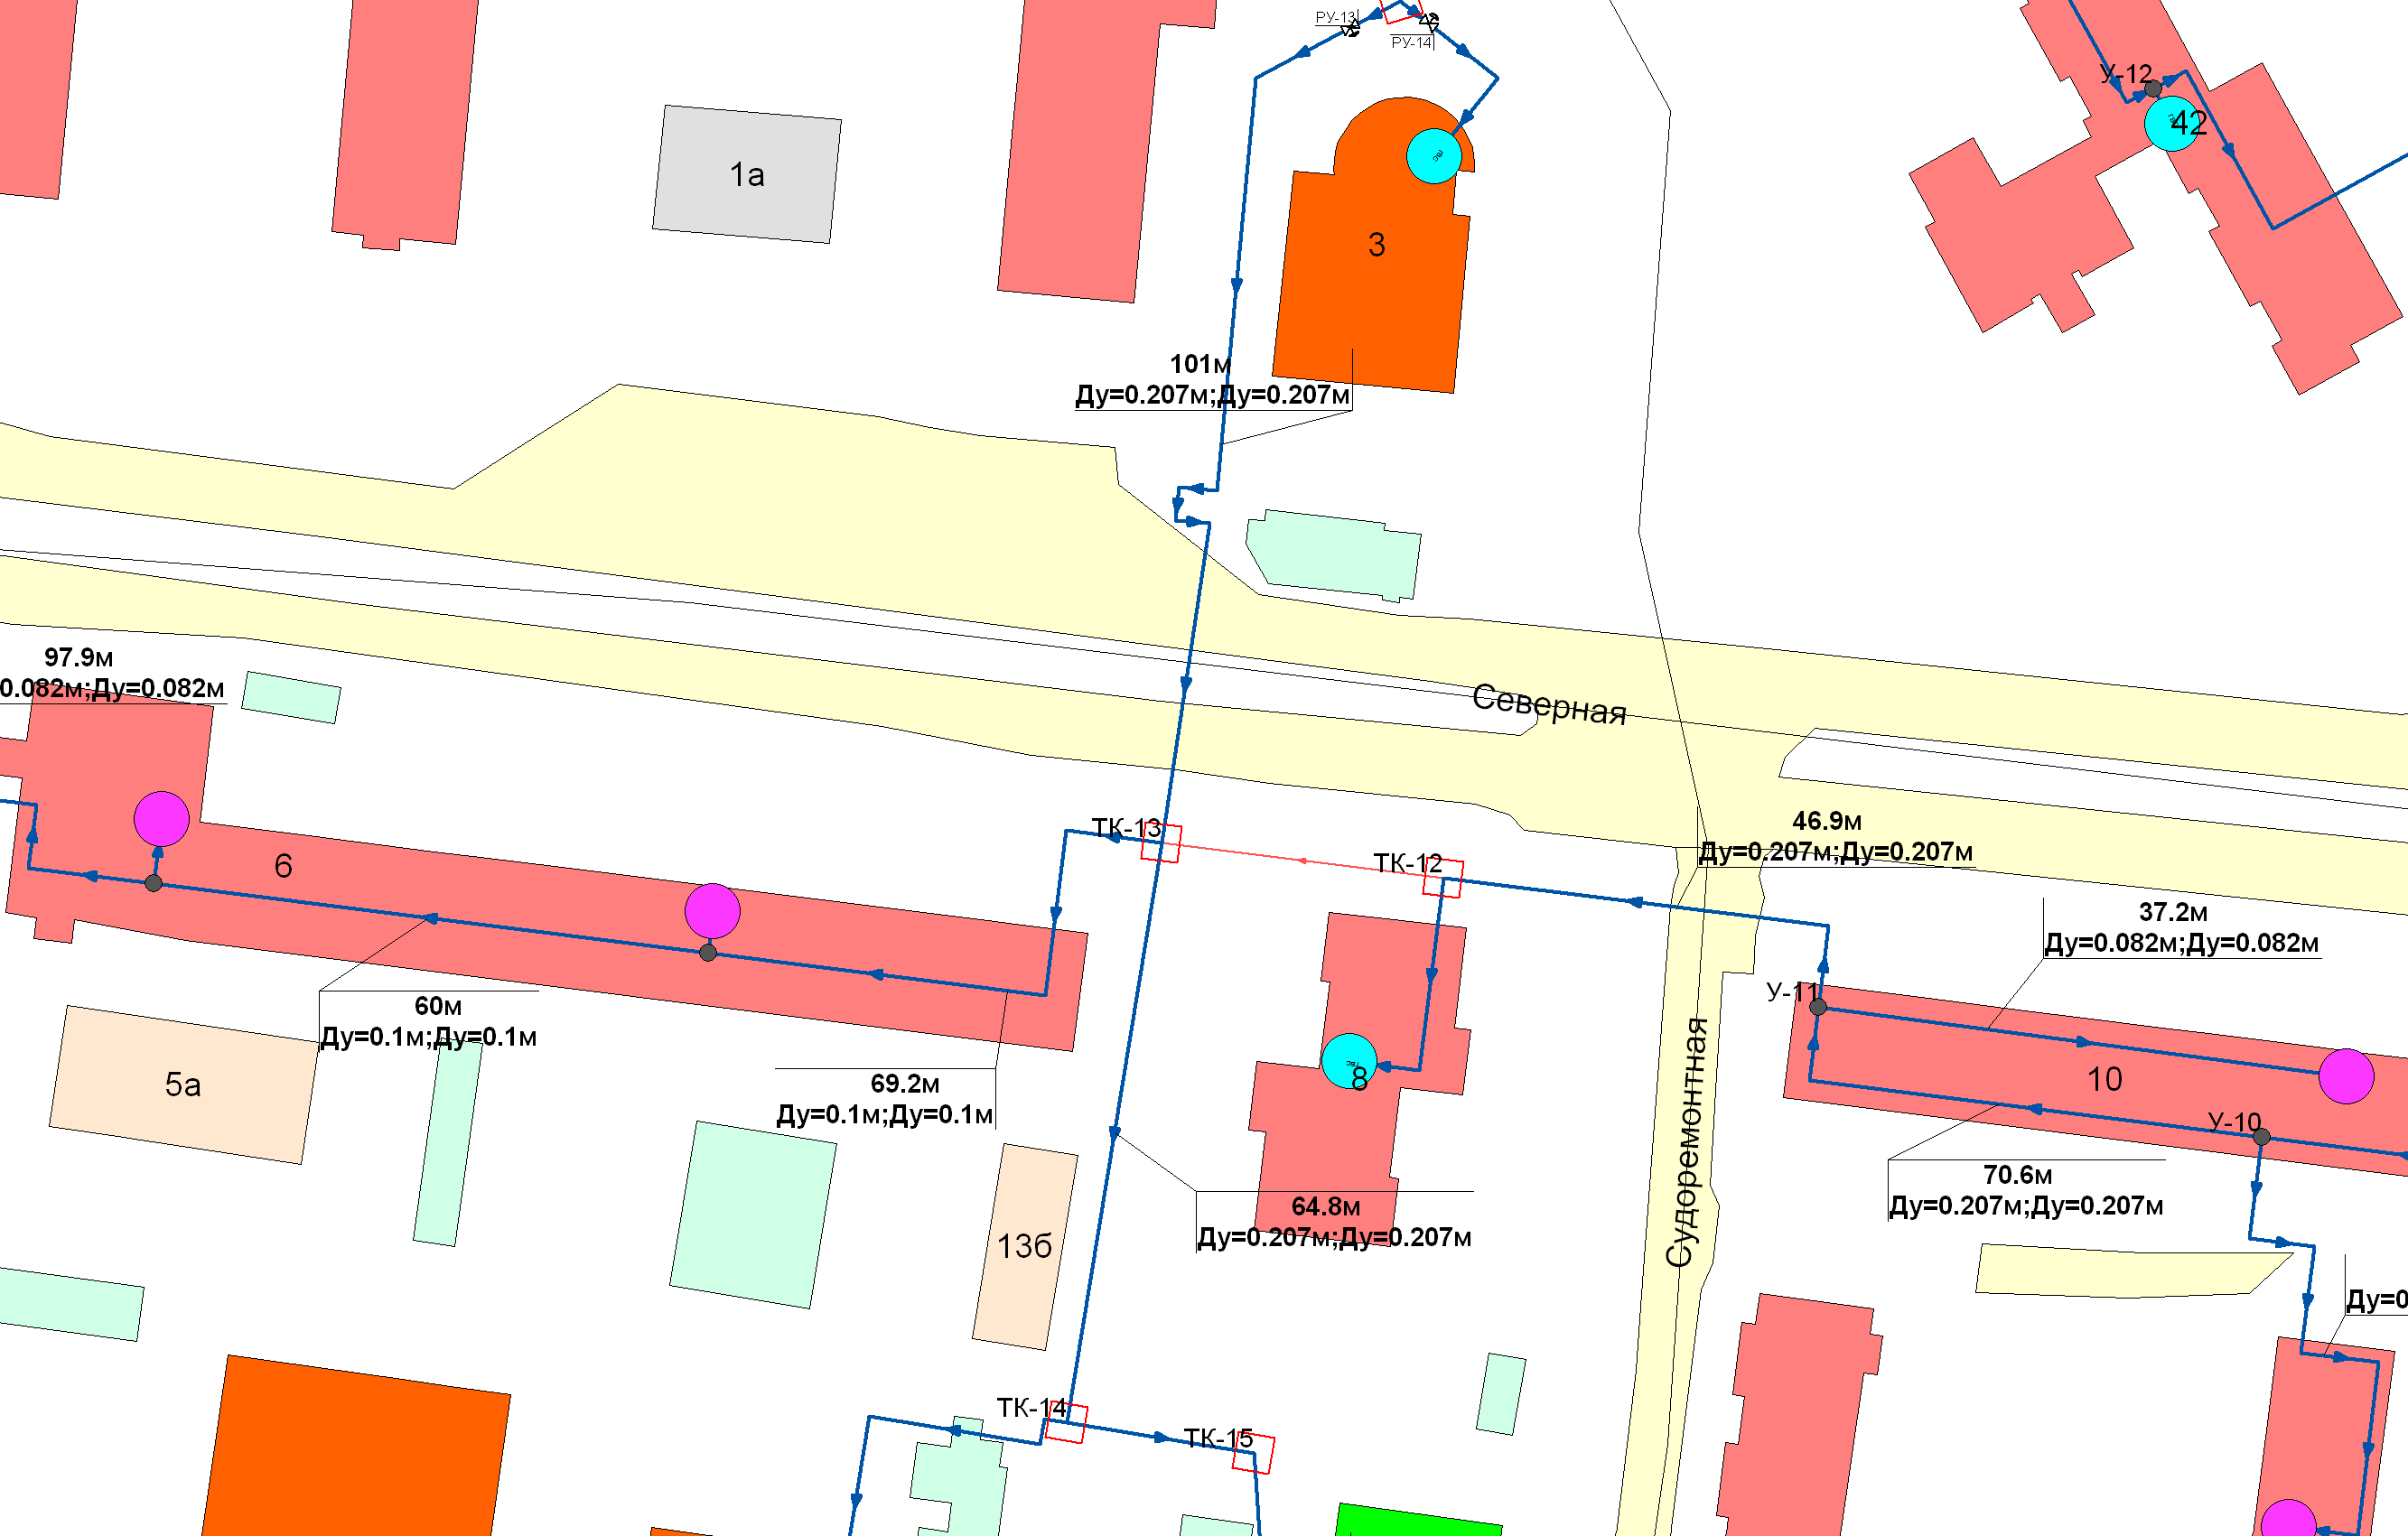 РУ-13
РУ-14
У-12
42
1а
3
101м
Ду=0.207м;Ду=0.207м
Северная
97.9м
0.082м;Ду=0.082м
6
ТК-13
ТК-12
46.9м
Ду=0.207м;Ду=0.207м
37.2м
Ду=0.082м;Ду=0.082м
У-11
60м
Ду=0.1м;Ду=0.1м
5а
69.2м
Ду=0.1м;Ду=0.1м
8
10
У-10
Судоремонтная
70.6м
Ду=0.207м;Ду=0.207м
64.8м
Ду=0.207м;Ду=0.207м
13б
Ду=0
ТК-14
ТК-15